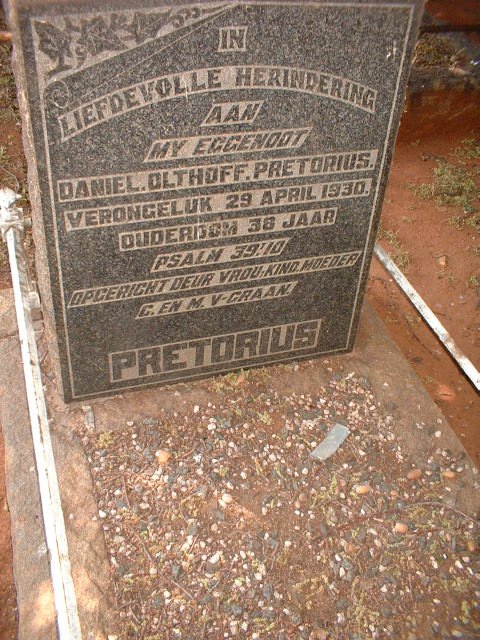 IN
LIEFDEVOLLE HERINDERING
AAN
MY EGGENOOT
DANIEL. OLTHOFF. PRETORIUS.
VERONGELUK 29 APRIL 1930.
OUDERDOM 38 JAAR
PSALM 39:10
OPGERICHT DEUR VROU-KIND. MOEDER
C. EN M. V-GRAAN.
PRETORIUS